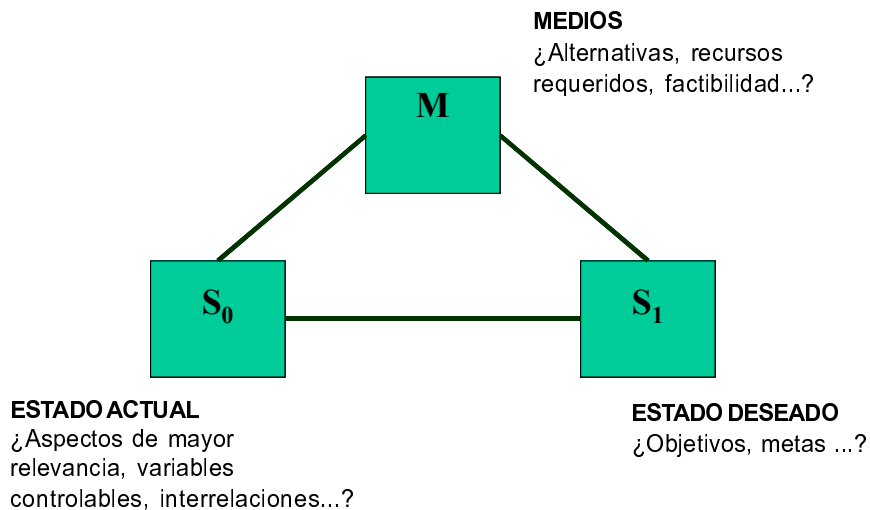 MEDIOS
¿Alternativas, recursos
requeridos, factibilidad...?
M
S₀
S₁
ESTADO ACTUAL
¿Aspectos de mayor
relevancia, variables
controlables, interrelaciones...?
ESTADO DESEADO
¿Objetivos, metas ...?